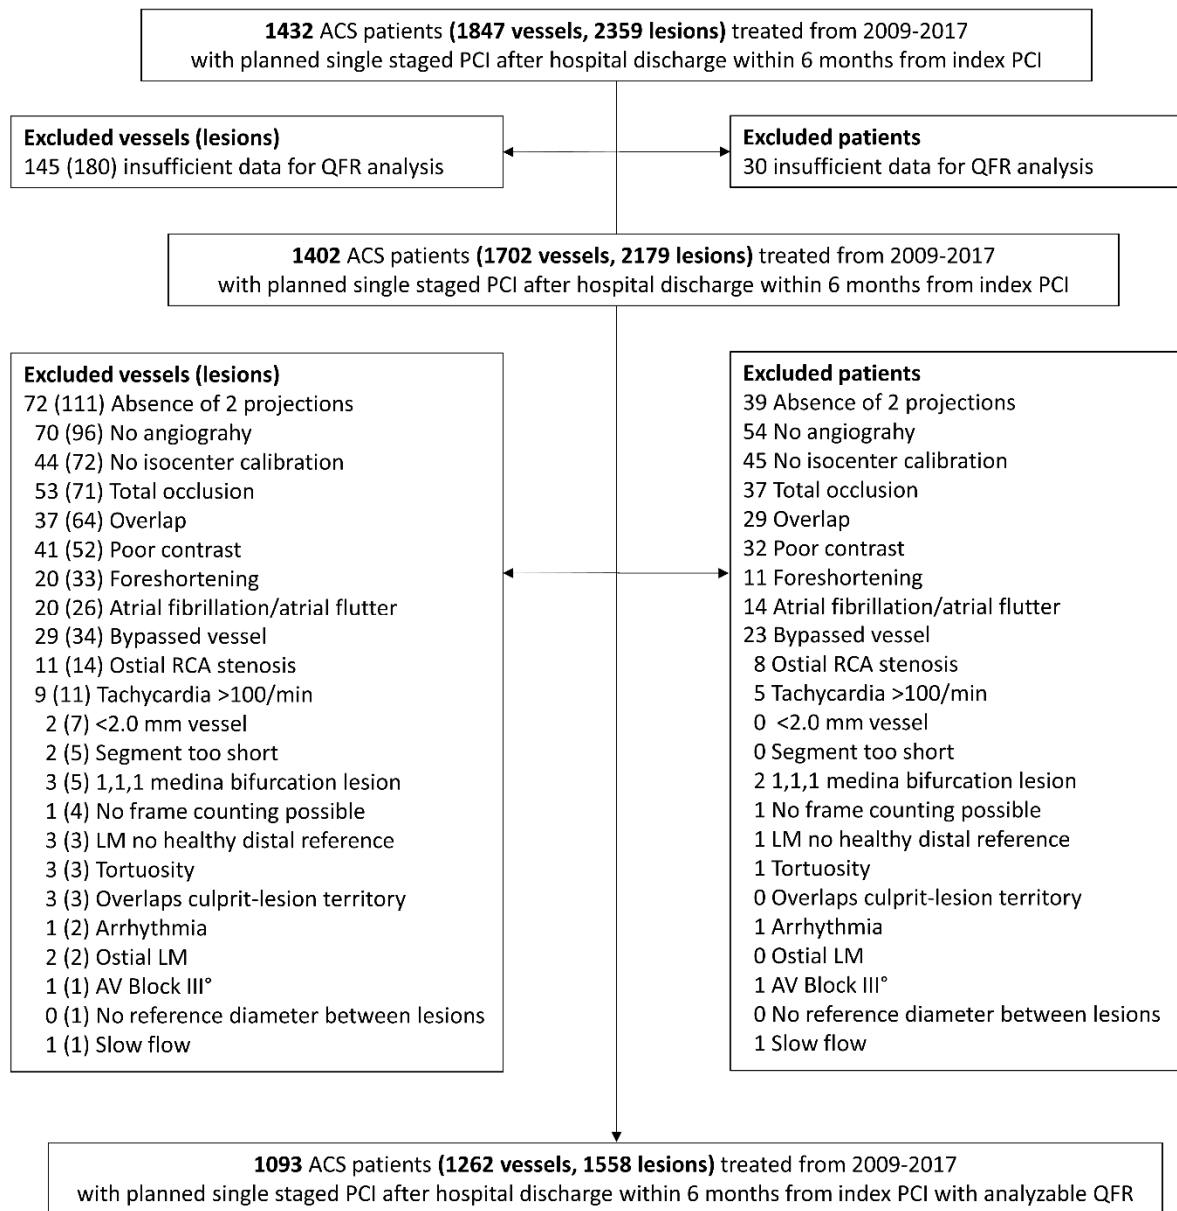 1432 ACS patients (1847 vessels, 2359 lesions) treated from 2009-2017
with planned single staged PCI after hospital discharge within 6 months from index PCI
Excluded vessels (lesions)
145 (180) insufficient data for QFR analysis
Excluded patients
30 insufficient data for QFR analysis
1402 ACS patients (1702 vessels, 2179 lesions) treated from 2009-2017
with planned single staged PCI after hospital discharge within 6 months from index PCI
Excluded vessels (lesions)
72 (111) Absence of 2 projections
70 (96) No angiograhy
44 (72) No isocenter calibration
53 (71) Total occlusion
37 (64) Overlap
41 (52) Poor contrast
20 (33) Foreshortening
20 (26) Atrial fibrillation/atrial flutter
29 (34) Bypassed vessel
11 (14) Ostial RCA stenosis
9 (11) Tachycardia >100/min
2 (7) <2.0 mm vessel
2 (5) Segment too short
3 (5) 1,1,1 medina bifurcation lesion
1 (4) No frame counting possible
3 (3) LM no healthy distal reference
3 (3) Tortuosity
3 (3) Overlaps culprit-lesion territory
1 (2) Arrhythmia
2 (2) Ostial LM
1 (1) AV Block III°
0 (1) No reference diameter between lesions
1 (1) Slow flow
Excluded patients
39 Absence of 2 projections
54 No angiograhy
45 No isocenter calibration
37 Total occlusion
29 Overlap
32 Poor contrast
11 Foreshortening
14 Atrial fibrillation/atrial flutter
23 Bypassed vessel
8 Ostial RCA stenosis
5 Tachycardia >100/min
0 <2.0 mm vessel
0 Segment too short
2 1,1,1 medina bifurcation lesion
1 No frame counting possible
1 LM no healthy distal reference
1 Tortuosity
0 Overlaps culprit-lesion territory
1 Arrhythmia
0 Ostial LM
1 AV Block III°
0 No reference diameter between lesions
1 Slow flow
1093 ACS patients (1262 vessels, 1558 lesions) treated from 2009-2017
with planned single staged PCI after hospital discharge within 6 months from index PCI with analyzable QFR